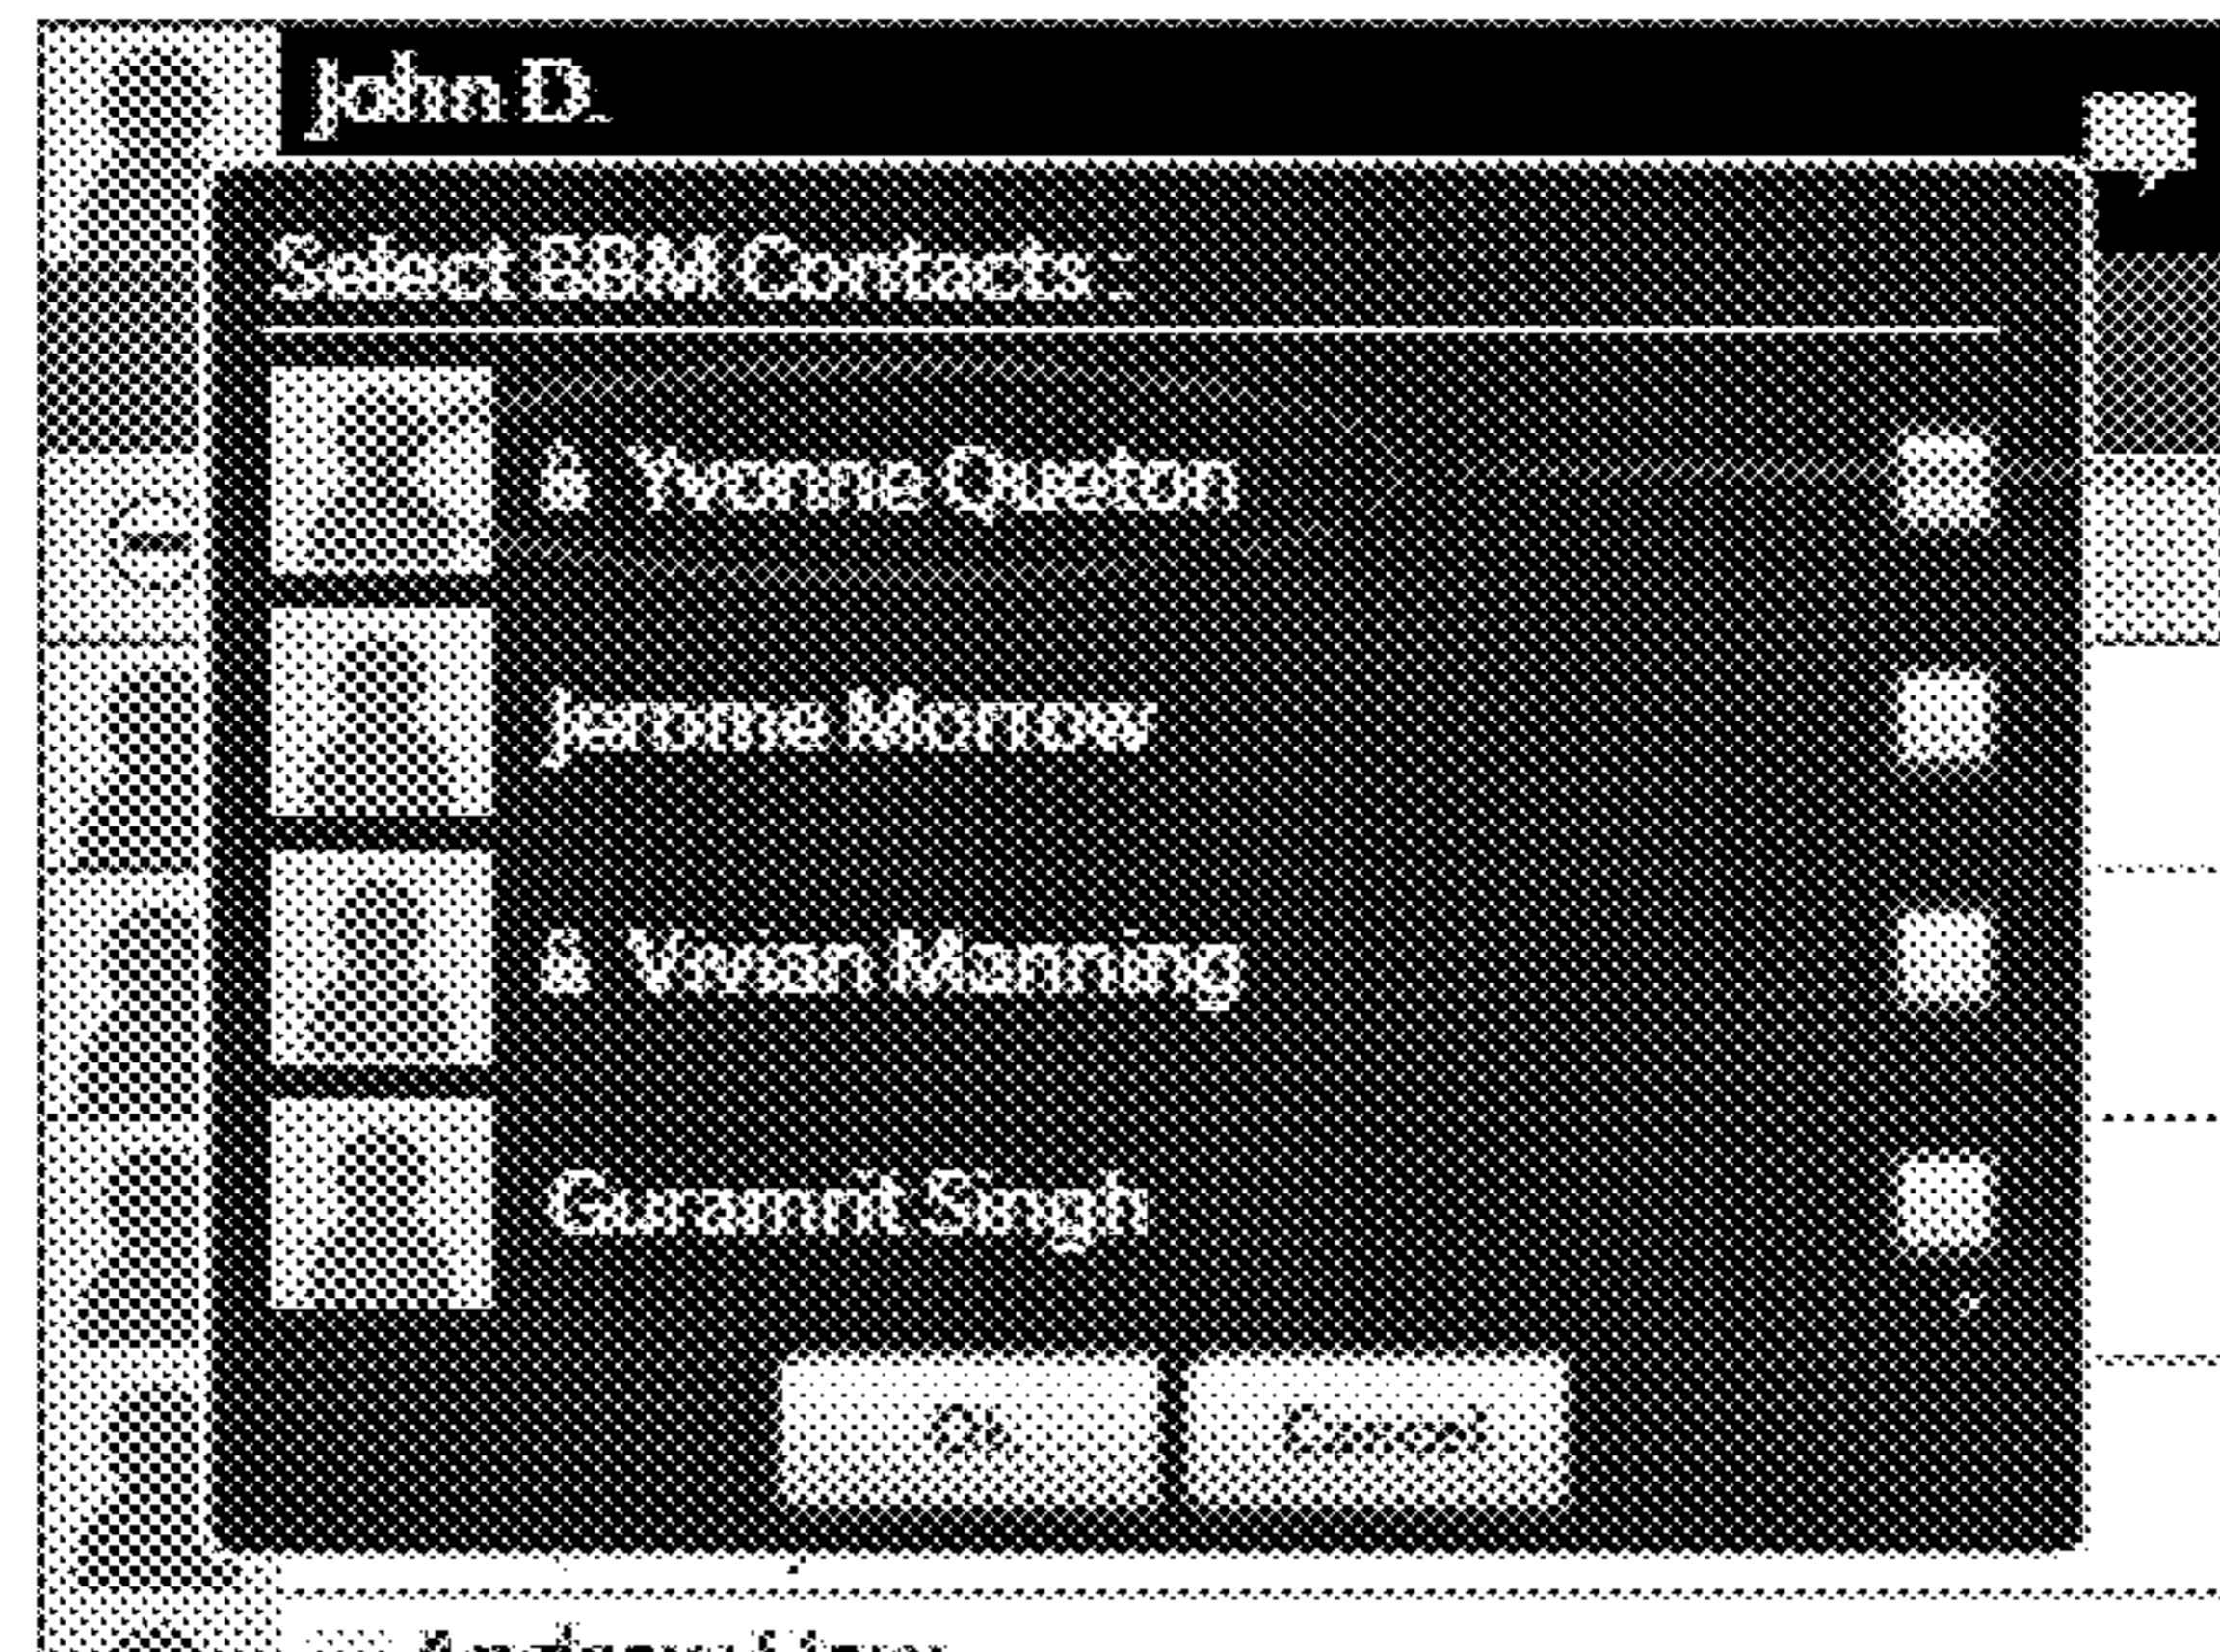 John D.
Select BBM Contacts :
Yvonne Queton
Jerome Morrow
Vivian Manning
Guramrit Singh
Ok
Cancel